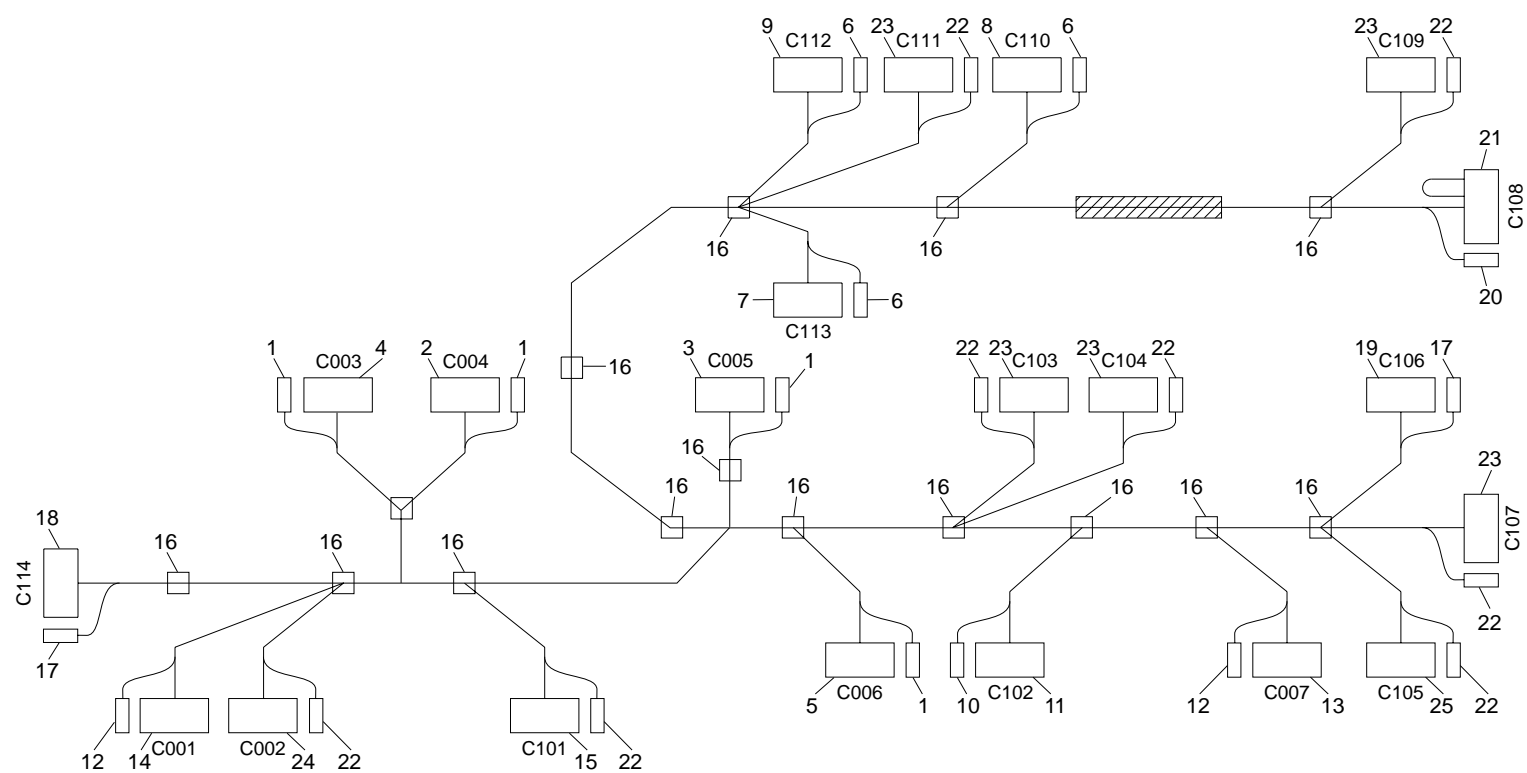 9 C112 6 23 C111 22 8 C110 6 23 C109 22
21
C108
16 16 16
20
7 6
C113
1 C003 4 2 C004 1
16
3 C005 1
22 23 C103 23 C104 22
19 C106 17
16
16 16 16 16 16
23
C107
22
18
C114
16 16 16
17
5 C006 1
10 C102 11
12 C007 13
C105 25 22
12 14 C001
C002 24 22
C101 15 22